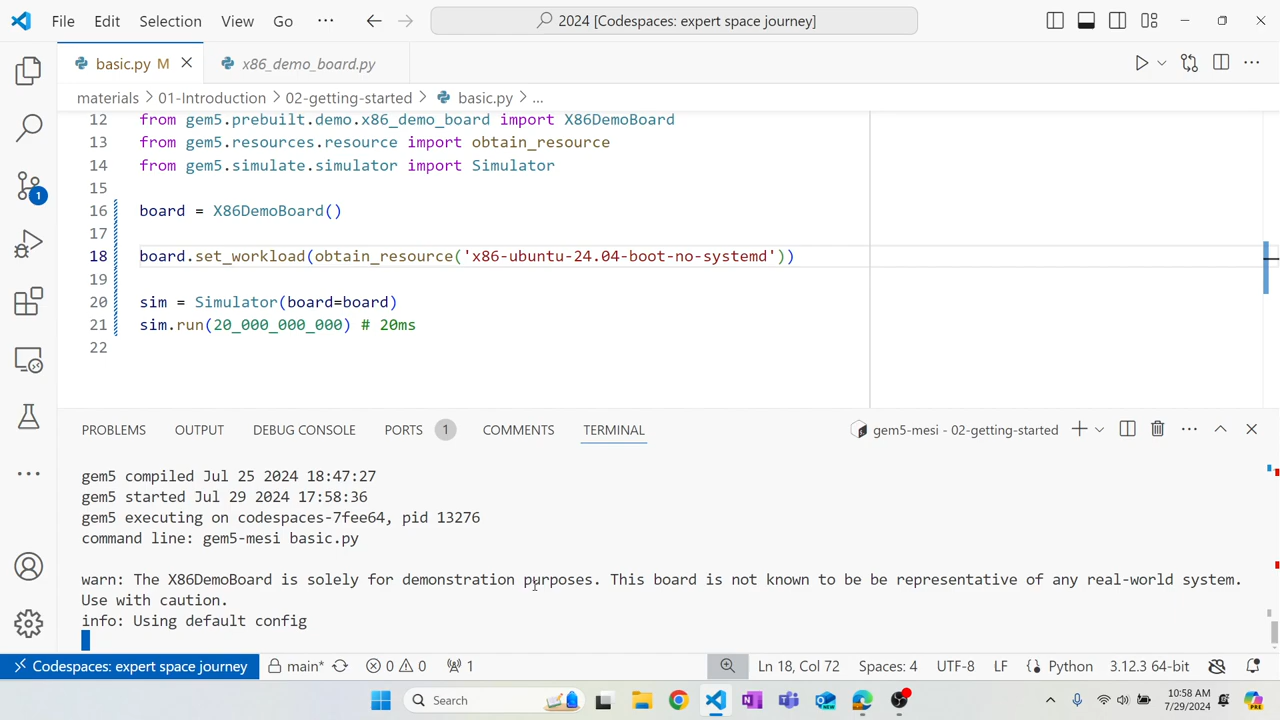 File Edit Selection View Go ··· 2024 [Codespaces: expert space journey]
basic.py M x86_demo_board.py
materials > 01-Introduction > 02-getting-started > basic.py > ...
12 from gem5.prebuilt.demo.x86_demo_board import X86DemoBoard
13 from gem5.resources.resource import obtain_resource
14 from gem5.simulate.simulator import Simulator
15
16 board = X86DemoBoard()
17
18 board.set_workload(obtain_resource('x86-ubuntu-24.04-boot-no-systemd'))
19
20 sim = Simulator(board=board)
21 sim.run(20_000_000_000) # 20ms
22
1
PROBLEMS OUTPUT DEBUG CONSOLE PORTS 1 COMMENTS TERMINAL gem5-mesi - 02-getting-started
gem5 compiled Jul 25 2024 18:47:27
gem5 started Jul 29 2024 17:58:36
gem5 executing on codespaces-7fee64, pid 13276
command line: gem5-mesi basic.py
warn: The X86DemoBoard is solely for demonstration purposes. This board is not known to be be representative of any real-world system.
Use with caution.
info: Using default config
Codespaces: expert space journey main* 0 0 1 Ln 18, Col 72 Spaces: 4 UTF-8 LF Python 3.12.3 64-bit
Search 10:58 AM
7/29/2024
PRE